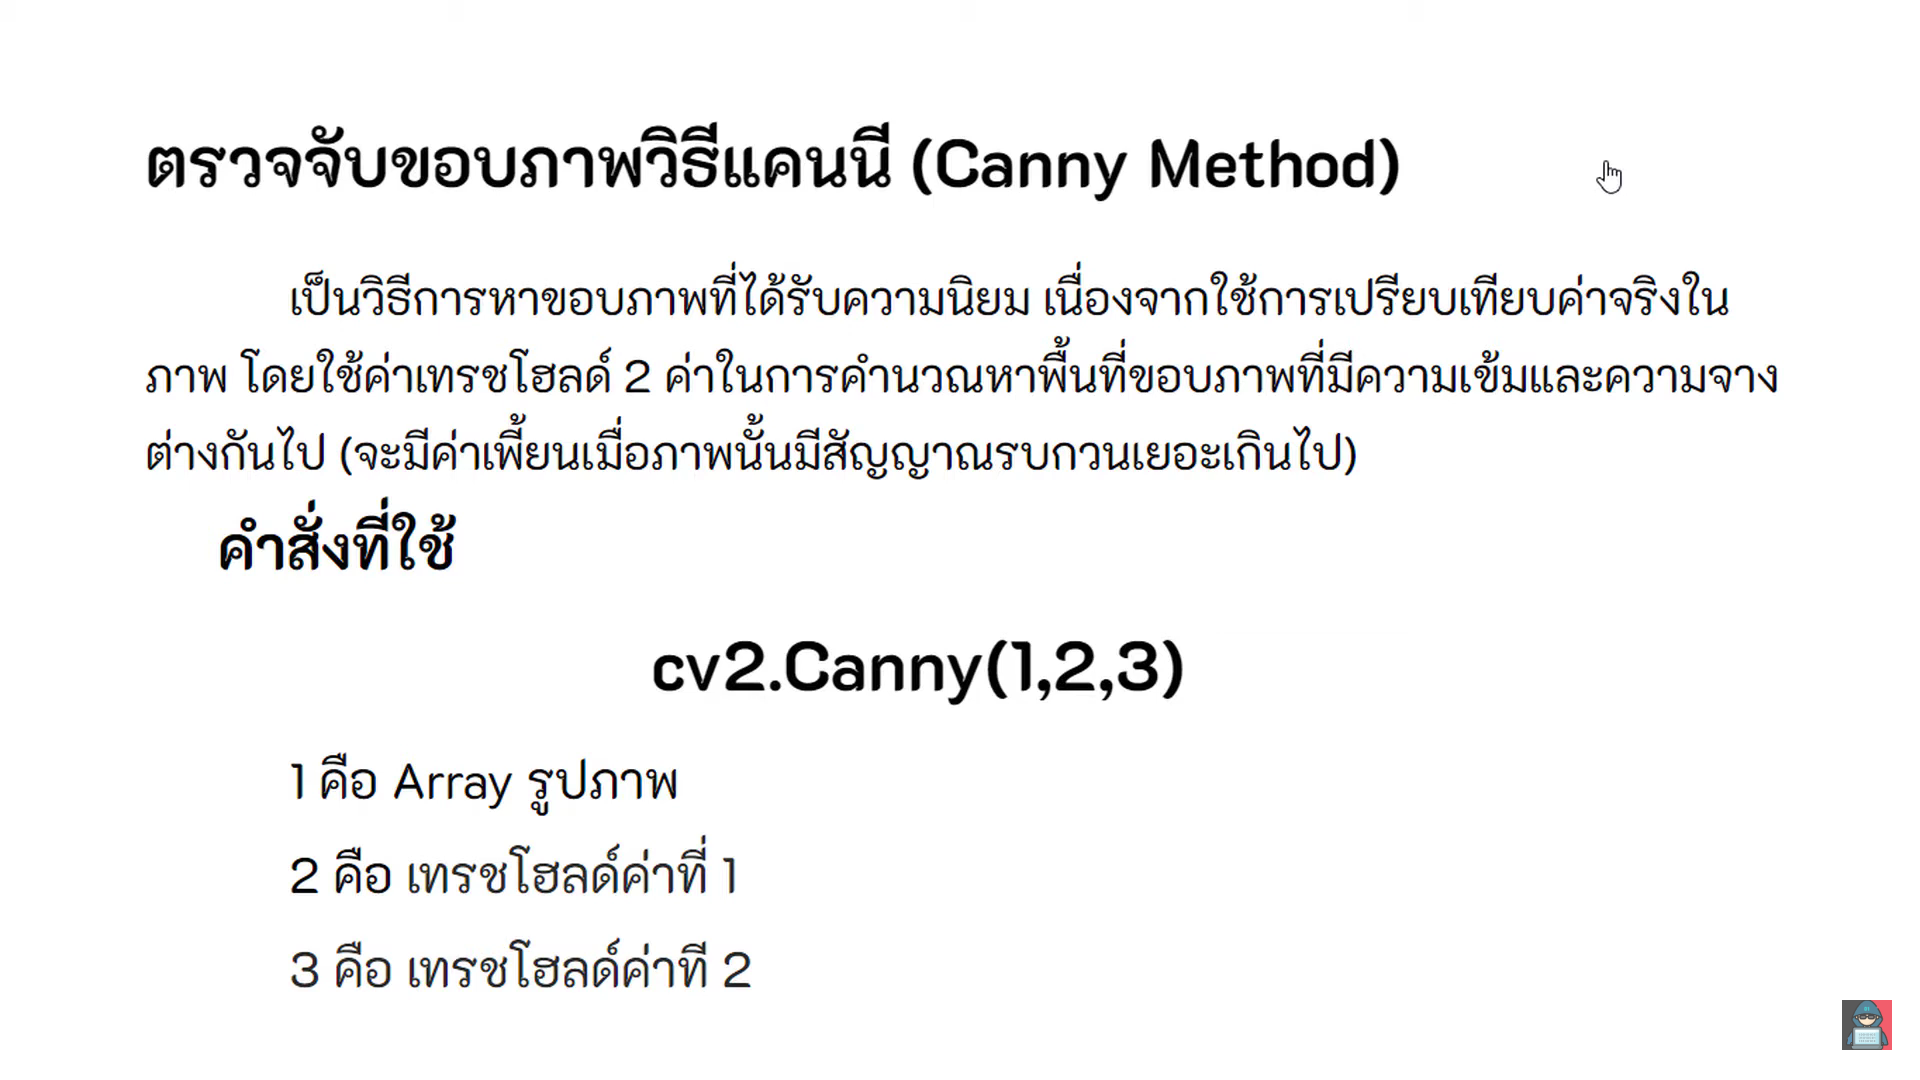 ตรวจจับขอบภาพวิธีแคนนี (Canny Method)
เป็นวิธีการหาขอบภาพที่ได้รับความนิยม เนื่องจากใช้การเปรียบเทียบค่าจริงใน
ภาพ โดยใช้ค่าเทรชโฮลด์ 2 ค่าในการคำนวณหาพื้นที่ขอบภาพที่มีความเข้มและความจาง
ต่างกันไป (จะมีค่าเพี้ยนเมื่อภาพนั้นมีสัญญาณรบกวนเยอะเกินไป)
คำสั่งที่ใช้
cv2.Canny(1,2,3)
1 คือ Array รูปภาพ
2 คือ เทรชโฮลด์ค่าที่ 1
3 คือ เทรชโฮลด์ค่าที 2